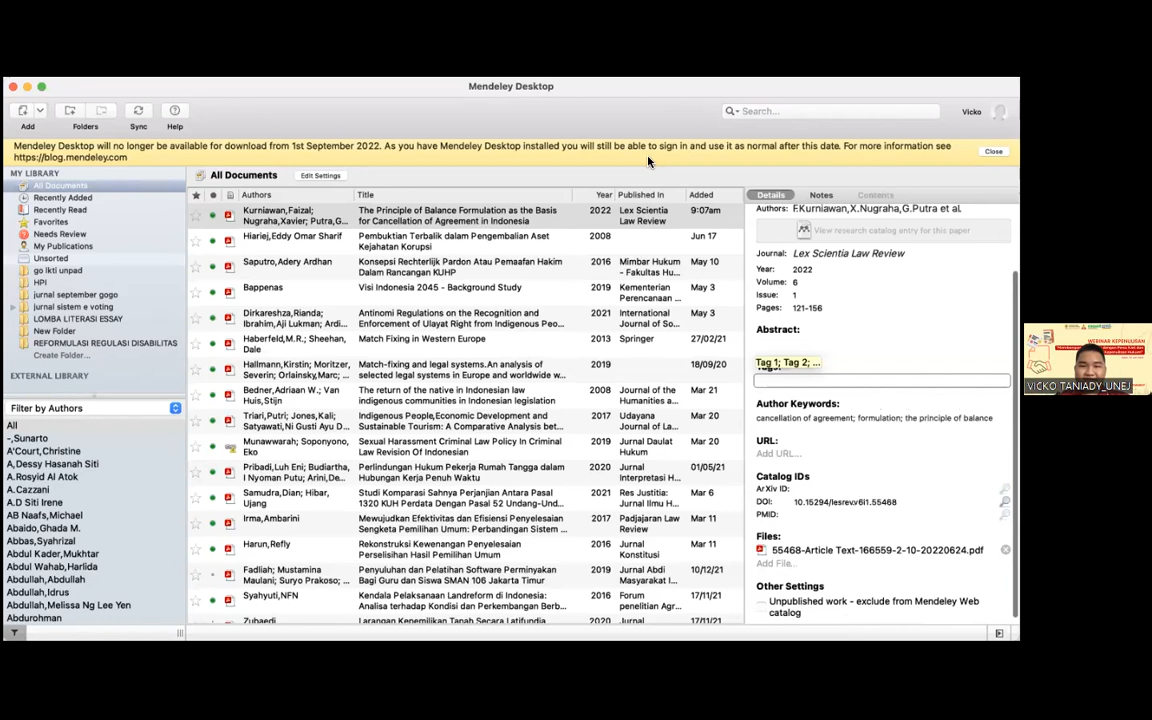 Mendeley Desktop
Search...
Vicko
Add
Folders
Sync
Help
Mendeley Desktop will no longer be available for download from 1st September 2022. As you have Mendeley Desktop installed you will still be able to sign in and use it as normal after this date. For more information see
https://blog.mendeley.com
Close
MY LIBRARY
All Documents
Recently Added
Recently Read
Favorites
Needs Review
My Publications
Unsorted
go lkti unpad
HPI
jurnal september gogo
jurnal sistem e voting
LOMBA LITERASI ESSAY
New Folder
REFORMULASI REGULASI DISABILITAS
Create Folder...
EXTERNAL LIBRARY
Filter by Authors
All
-,Sunarto
A'Court,Christine
A,Dessy Hasanah Siti
A.Rosyid Al Atok
A.Cazzani
A.D Siti Irene
AB Naafs,Michael
Abaido,Ghada M.
Abbas,Syahrizal
Abdul Kader,Mukhtar
Abdul Wahab,Harlida
Abdullah,Abdullah
Abdullah,Idrus
Abdullah,Melissa Ng Lee Yen
Abdurohman
All Documents
Edit Settings
Authors Title Year Published In Added
Kurniawan,Faizal; The Principle of Balance Formulation as the Basis 2022 Lex Scientia 9:07am
Nugraha,Xavier; Putra,G... for Cancellation of Agreement in Indonesia Law Review
Hiariej,Eddy Omar Sharif Pembuktian Terbalik dalam Pengembalian Aset 2008 Jun 17
Kejahatan Korupsi
Saputro,Adery Ardhan Konsepsi Rechterlijk Pardon Atau Pemaafan Hakim 2016 Mimbar Hukum May 10
Dalam Rancangan KUHP - Fakultas Hu...
Bappenas Visi Indonesia 2045 - Background Study 2019 Kementerian May 3
Perencanaan ...
Dirkareshza,Rianda; Antinomi Regulations on the Recognition and 2021 International May 3
Ibrahim,Aji Lukman; Ardi... Enforcement of Ulayat Right from Indigenous Peo... Journal of So...
Haberfeld,M.R.; Sheehan, Match Fixing in Western Europe 2013 Springer 27/02/21
Dale
Hallmann,Kirstin; Moritzer, Match-fixing and legal systems.An analysis of 2019 18/09/20
Severin,Lorenz; ... selected legal systems in Europe and worldwide w...
Bedner,Adriaan W.; Van The return of the native in Indonesian law 2008 Journal of the Mar 21
Huis,Stijn indigenous communities in Indonesian legislation Humanities a...
Triari,Putri; Jones,Kali; Indigenous People,Economic Development and 2017 Udayana Mar 20
Satyawati,Ni Gusti Ayu D... Sustainable Tourism: A Comparative Analysis bet... Journal of La...
Munawwarah; Soponyono, Sexual Harassment Criminal Law Policy In Criminal 2019 Jurnal Daulat Mar 20
Eko Law Revision Of Indonesia Hukum
Pribadi,Luh Eni; Budiartha, Perlindungan Hukum Pekerja Rumah Tangga dalam 2020 Jurnal 01/05/21
I Nyoman Putu; Arini,De... Hubungan Kerja Penuh Waktu Interpretasi H...
Samudra,Dian; Hibar, Studi Komparasi Sahnya Perjanjian Antara Pasal 2021 Res Justitia: Mar 6
Ujang 1320 KUH Perdata Dengan Pasal 52 Undang-Und... Jurnal Ilmu H...
Irma,Ambarini Mewujudkan Efektivitas dan Efisiensi Penyelesaian 2017 Padjajaran Law Mar 11
Sengketa Pemilihan Umum: Perbandingan Sistem ... Review
Harun,Refly Rekonstruksi Kewenangan Penyelesaian 2016 Jurnal Mar 11
Perselisihan Hasil Pemilihan Umum Konstitusi
Fadliah; Mustamina Penyuluhan dan Pelatihan Software Perminyakan 2019 Jurnal Abdi 10/12/21
Maulani; Suryo Prakoso; ... Bagi Guru dan Siswa SMAN 106 Jakarta Timur Masyarakat I...
Syahyuti,NFN Kendala Pelaksanaan Landreform di Indonesia: 2016 Forum 17/11/21
Analisa terhadap Kondisi dan Perkembangan Berb... penelitian Agr...
Zubaedi Larangan Kepemilikan Tanah Secara Latifundia 2020 Jurnal 17/11/21
Details Notes Contents
Authors: F.Kurniawan,X.Nugraha,G.Putra et al.
View research catalog entry for this paper
Journal: Lex Scientia Law Review
Year: 2022
Volume: 6
Issue: 1
Pages: 121-156
Abstract:
Tag 1; Tag 2; ...
Author Keywords:
cancellation of agreement; formulation; the principle of balance
URL:
Add URL...
Catalog IDs
ArXiv ID:
DOI: 10.15294/lesrev.v6i1.55468
PMID:
Files:
55468-Article Text-166559-2-10-20220624.pdf
Add File...
Other Settings
Unpublished work - exclude from Mendeley Web
catalog
WEBINAR KEPENULISAN
VICKO TANIADY_UNEJ